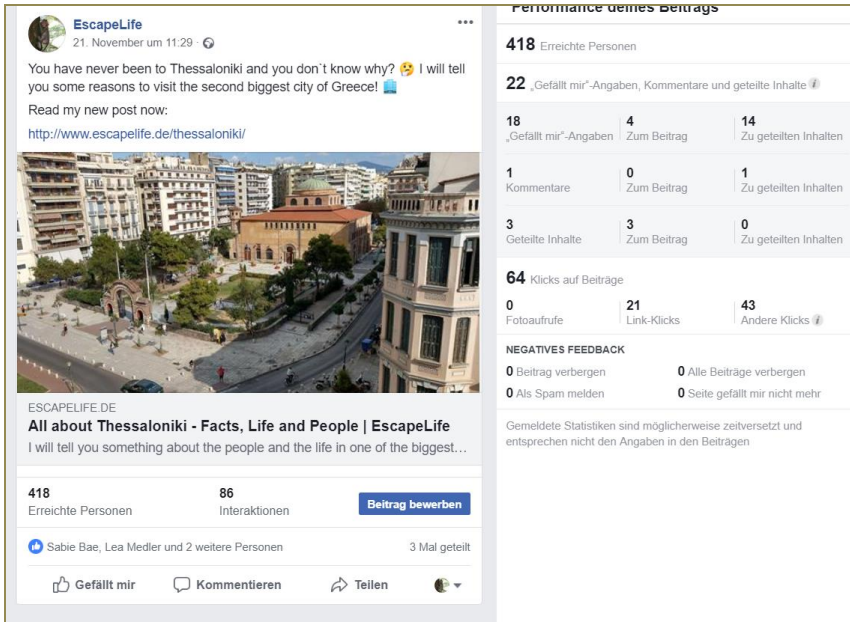 EscapeLife
21. November um 11:29 ·
You have never been to Thessaloniki and you don´t know why? 🤔 I will tell
you some reasons to visit the second biggest city of Greece!
Read my new post now:
http://www.escapelife.de/thessaloniki/
ESCAPELIFE.DE
All about Thessaloniki - Facts, Life and People | EscapeLife
I will tell you something about the people and the life in one of the biggest...
418
Erreichte Personen
86
Interaktionen
Beitrag bewerben
Sabie Bae, Lea Medler und 2 weitere Personen
3 Mal geteilt
Gefällt mir
Kommentieren
Teilen
Performance deines Beitrags
418 Erreichte Personen
22 „Gefällt mir"-Angaben, Kommentare und geteilte Inhalte
18
„Gefällt mir"-Angaben
4
Zum Beitrag
14
Zu geteilten Inhalten
1
Kommentare
0
Zum Beitrag
1
Zu geteilten Inhalten
3
Geteilte Inhalte
3
Zum Beitrag
0
Zu geteilten Inhalten
64 Klicks auf Beiträge
0
Fotoaufrufe
21
Link-Klicks
43
Andere Klicks
NEGATIVES FEEDBACK
0 Beitrag verbergen
0 Alle Beiträge verbergen
0 Als Spam melden
0 Seite gefällt mir nicht mehr
Gemeldete Statistiken sind möglicherweise zeitversetzt und
entsprechen nicht den Angaben in den Beiträgen